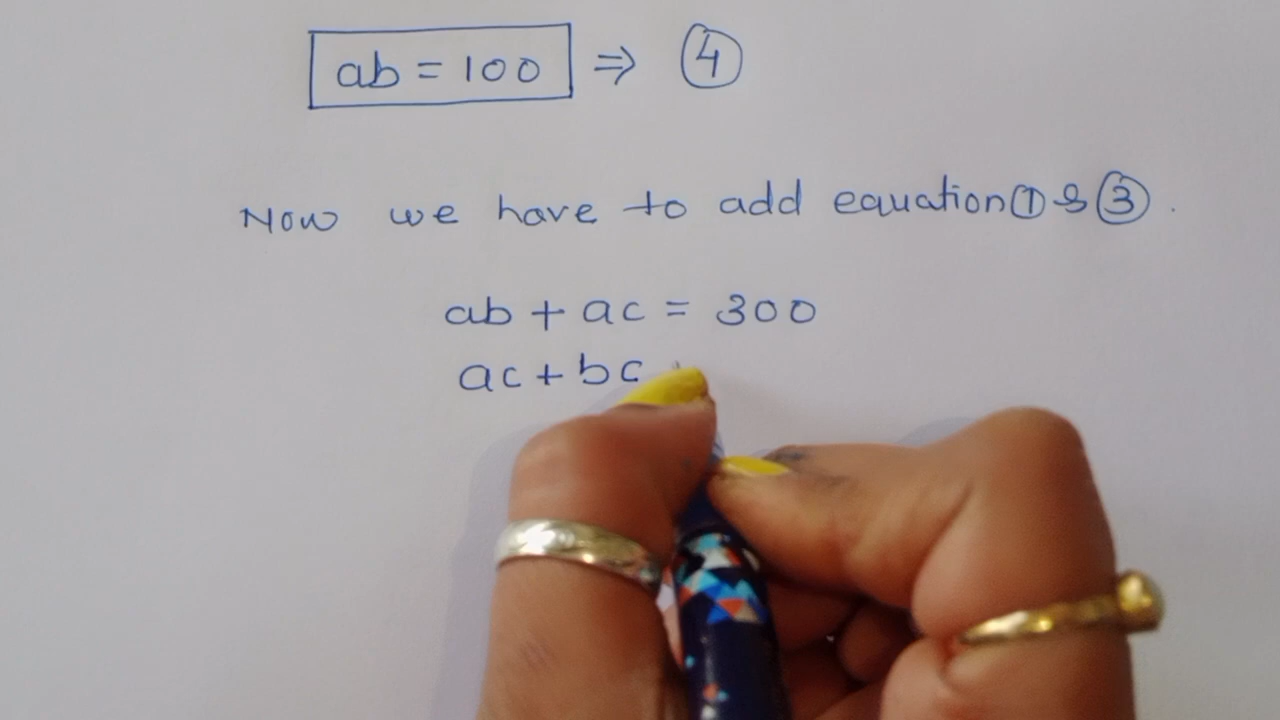 ab = 100 ⇒ ④
Now we have to add equation ① & ③.
ab + ac = 300
ac + bc